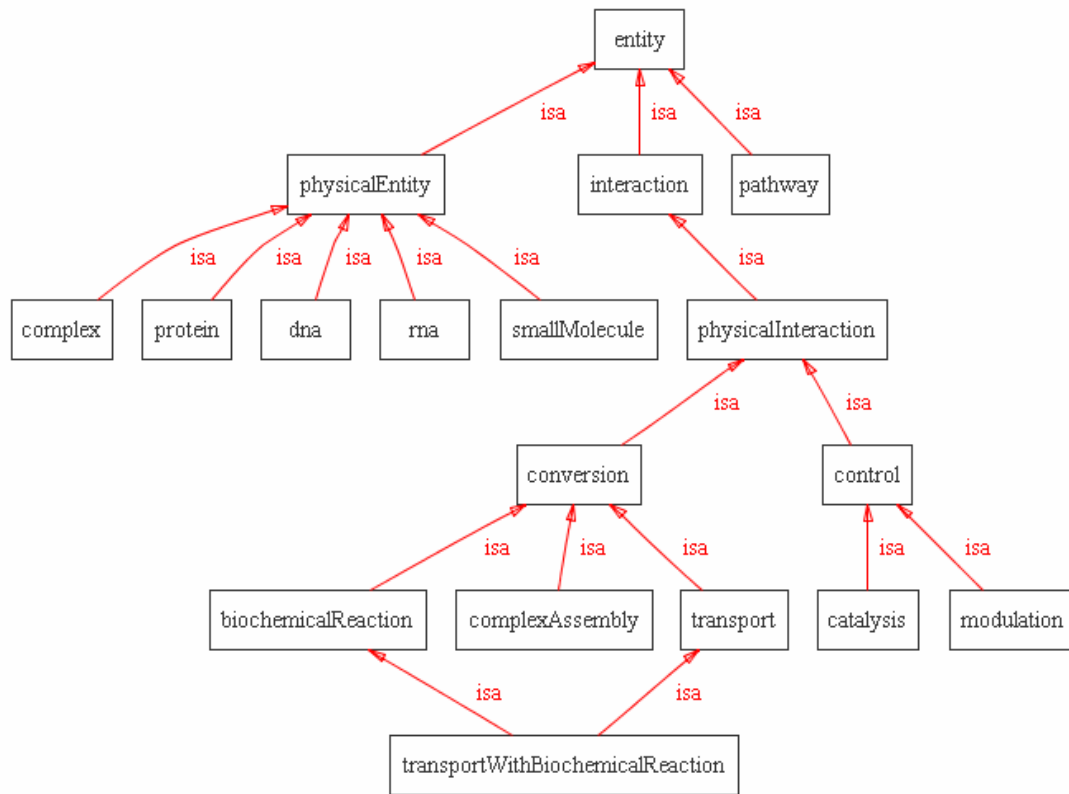 entity
isa
isa
isa
physicalEntity
interaction
pathway
isa
isa
isa
isa
isa
isa
complex
protein
dna
rna
smallMolecule
physicalInteraction
isa
isa
conversion
control
isa
isa
isa
isa
isa
biochemicalReaction
complexAssembly
transport
catalysis
modulation
isa
isa
transportWithBiochemicalReaction